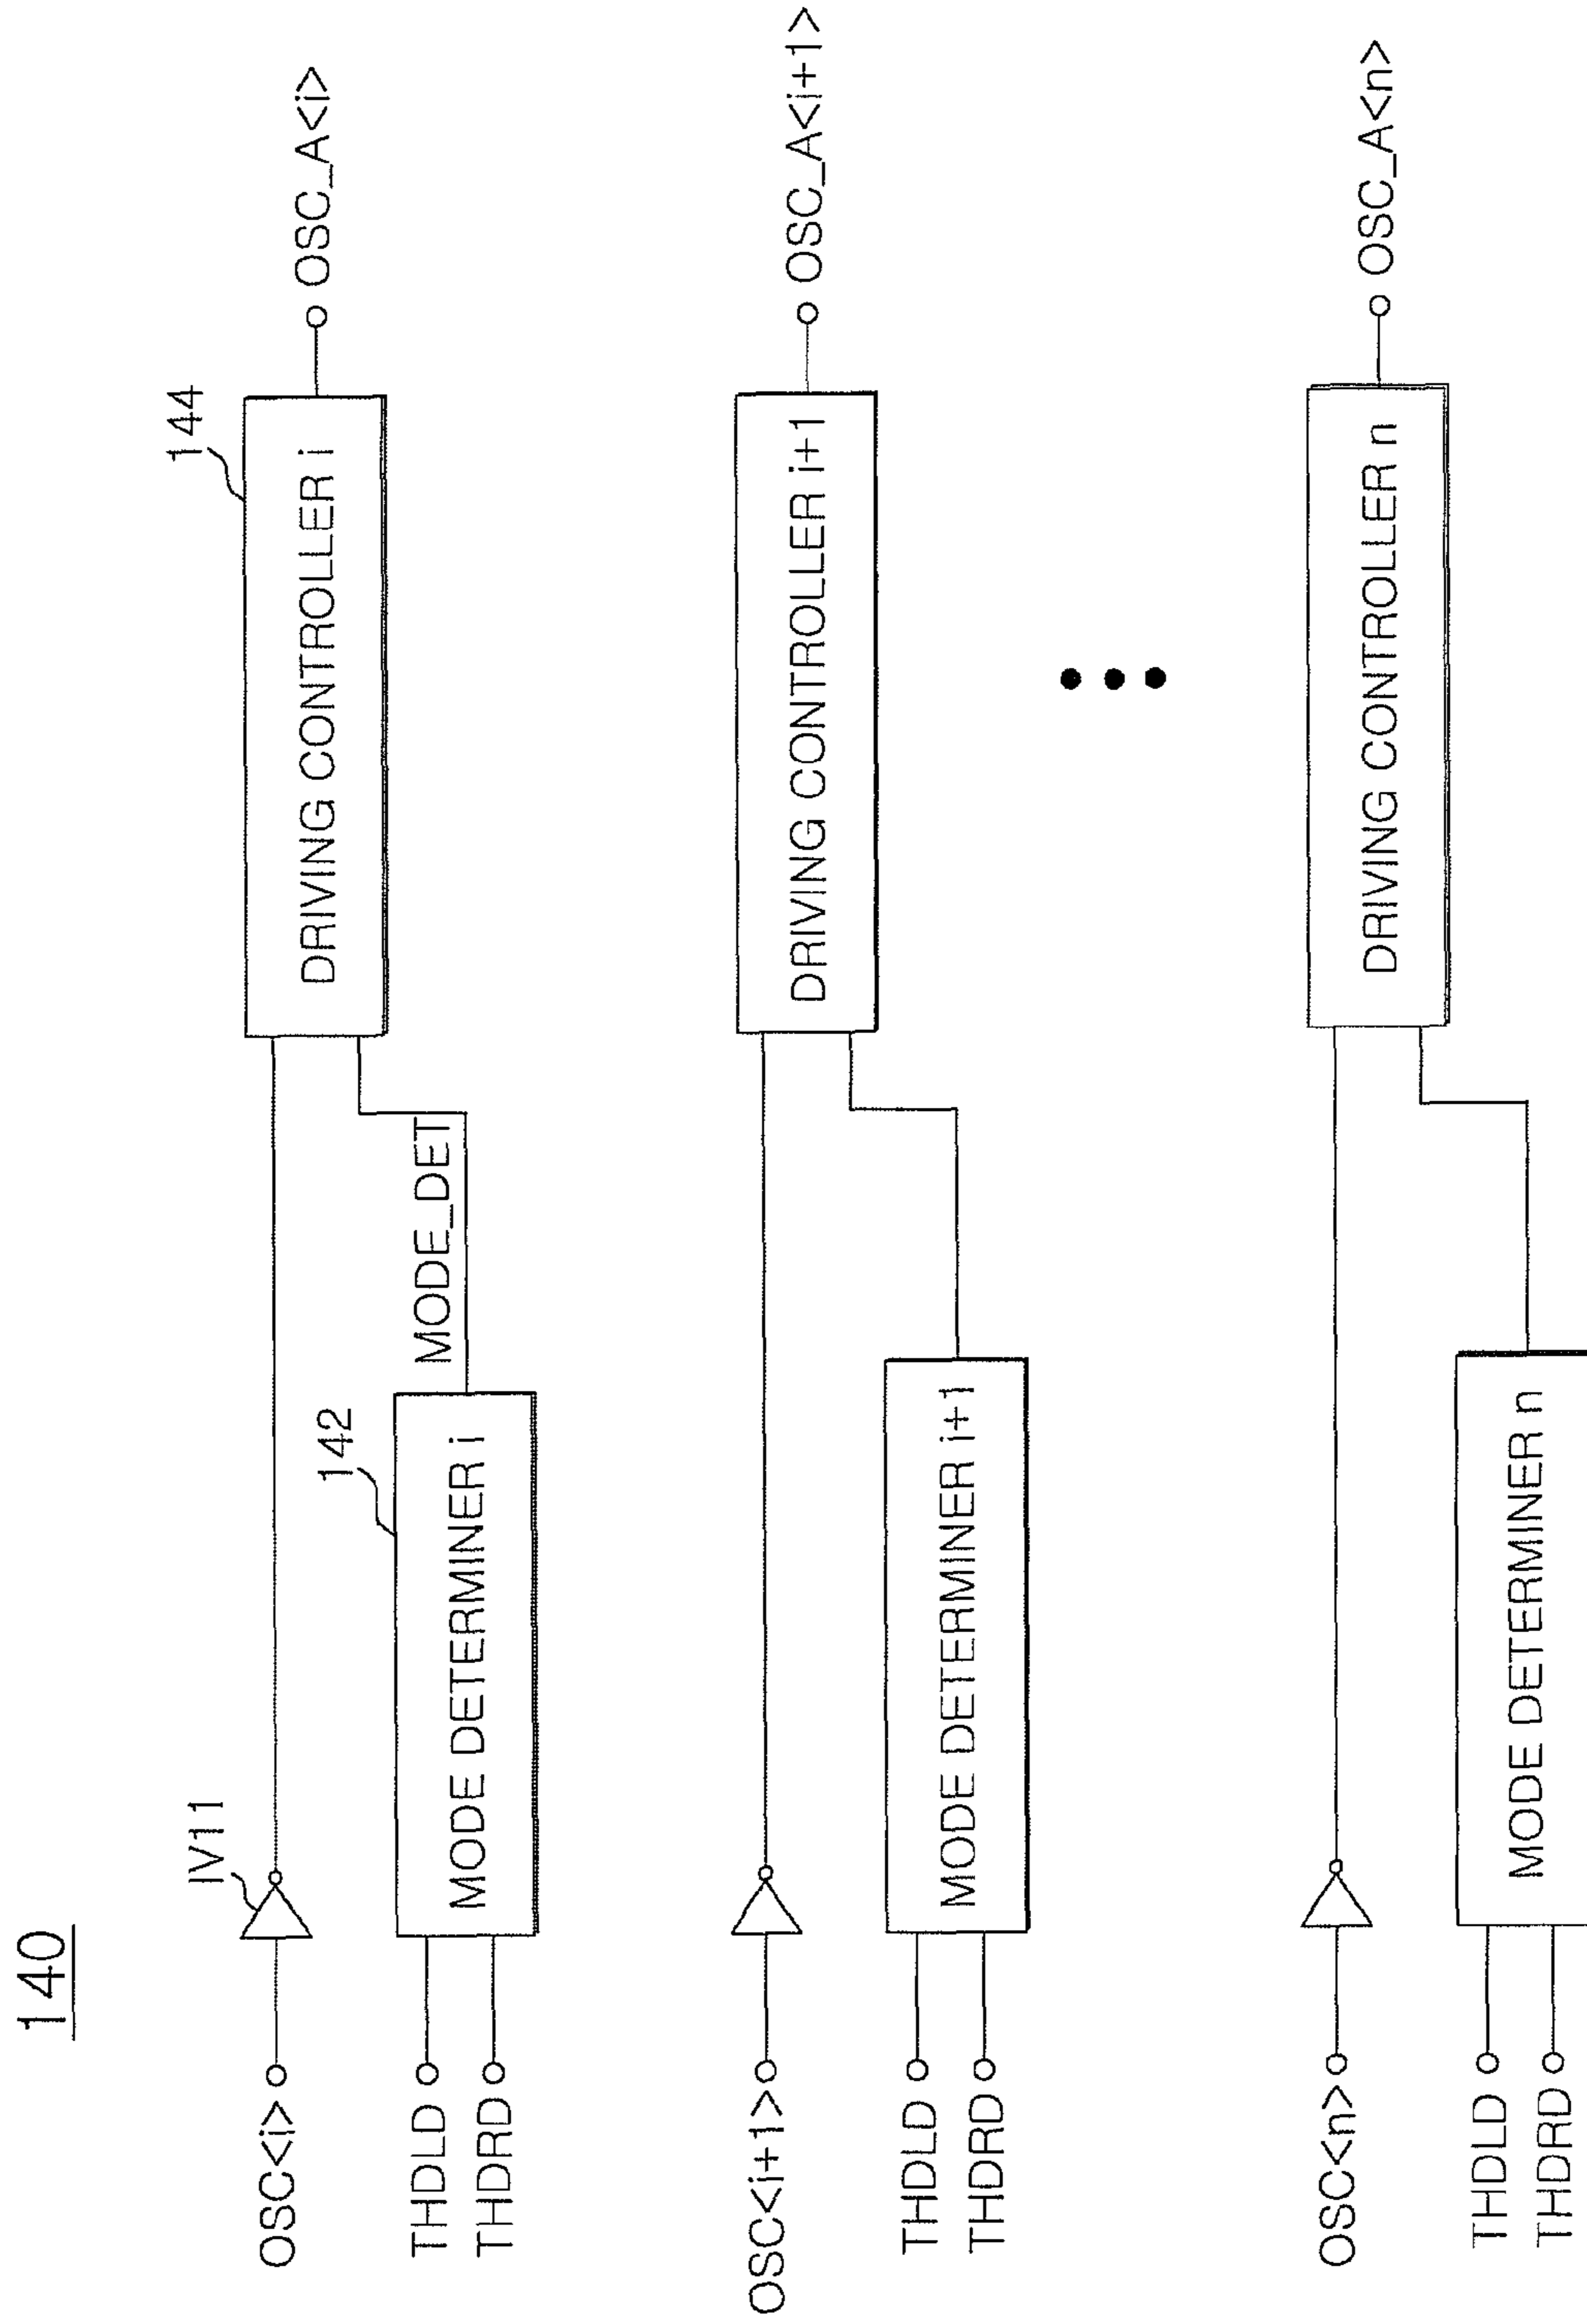 140
OSC<i>
IV11
THDLD
THDRD
142
MODE DETERMINER i
MODE_DET
144
DRIVING CONTROLLER i
OSC_A<i>
OSC<i+1>
THDLD
THDRD
MODE DETERMINER i+1
DRIVING CONTROLLER i+1
OSC_A<i+1>
OSC<n>
THDLD
THDRD
MODE DETERMINER n
DRIVING CONTROLLER n
OSC_A<n>